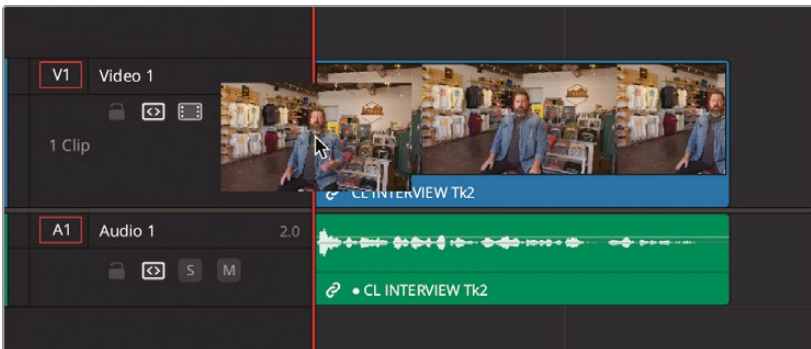 V1 Video 1
1 Clip
CL INTERVIEW Tk2
A1 Audio 1 2.0
S M
• CL INTERVIEW Tk2